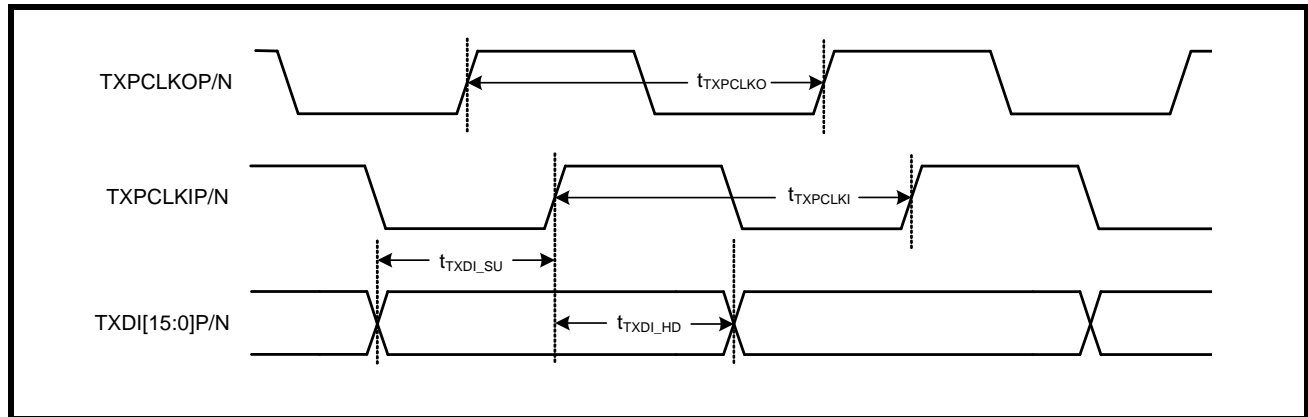 TXPCLKOP/N
tTXPCLKO
TXPCLKIP/N
tTXPCLKI
tTXDI_SU
TXDI[15:0]P/N
tTXDI_HD